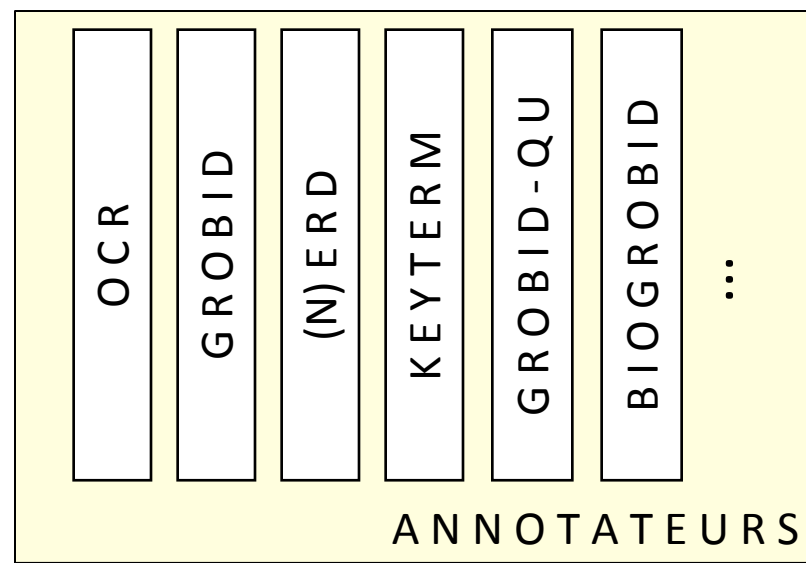 OCR
GROBID
(N)ERD
KEYTERM
GROBID-QU
BIOGROBID
...
ANNOTATEURS